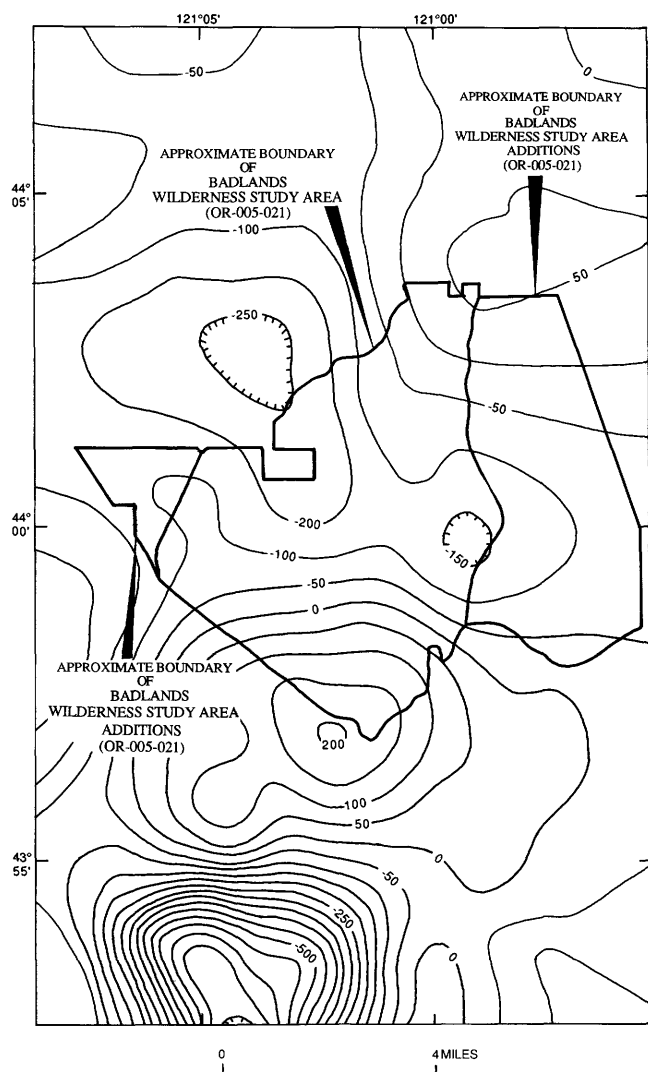 121°05'
121°00'
-50
0
APPROXIMATE BOUNDARY
OF
BADLANDS
WILDERNESS STUDY AREA
ADDITIONS
(OR-005-021)
APPROXIMATE BOUNDARY
OF
BADLANDS
WILDERNESS STUDY AREA
(OR-005-021)
44°
05'
-100
50
-250
-50
44°
00'
-200
-100
-150
-50
0
APPROXIMATE BOUNDARY
OF
BADLANDS
WILDERNESS STUDY AREA
ADDITIONS
(OR-005-021)
200
100
50
43°
55'
0
-50
-250
-500
0
0
4 MILES